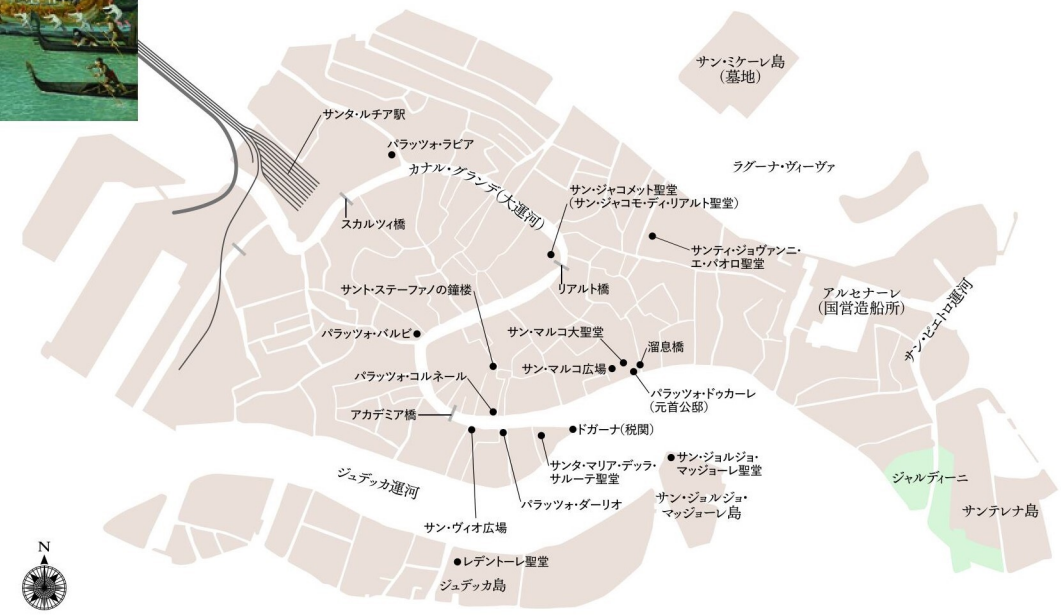 サン・ミケーレ島
(墓地)
サンタ・ルチア駅
パラッツォ・ラビア
カナル・グランデ(大運河)
ラグーナ・ヴィーヴァ
サン・ジャコメット聖堂
(サン・ジャコモ・ディ・リアルト聖堂)
スカルツィ橋
サンティ・ジョヴァンニ・
エ・パオロ聖堂
リアルト橋
サント・ステーファノの鐘楼
アルセナーレ
(国営造船所)
サン・ピエトロ運河
パラッツォ・バルビ
サン・マルコ大聖堂
溜息橋
サン・マルコ広場
パラッツォ・コルネール
パラッツォ・ドゥカーレ
(元首公邸)
アカデミア橋
ドガーナ(税関)
サン・ジョルジョ・
マッジョーレ聖堂
サンタ・マリア・デッラ・
サルーテ聖堂
ジュデッカ運河
パラッツォ・ダーリオ
サン・ジョルジョ・
マッジョーレ島
ジャルディーニ
サンテレナ島
サン・ヴィオ広場
N
レデントーレ聖堂
ジュデッカ島